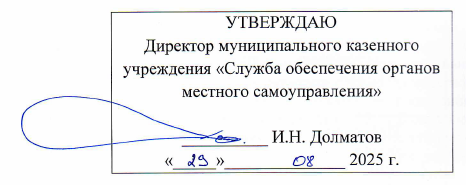 УТВЕРЖДАЮ
Директор муниципального казенного
учреждения «Служба обеспечения органов
местного самоуправления»
И.Н. Долматов
« 29 » 08 2025 г.